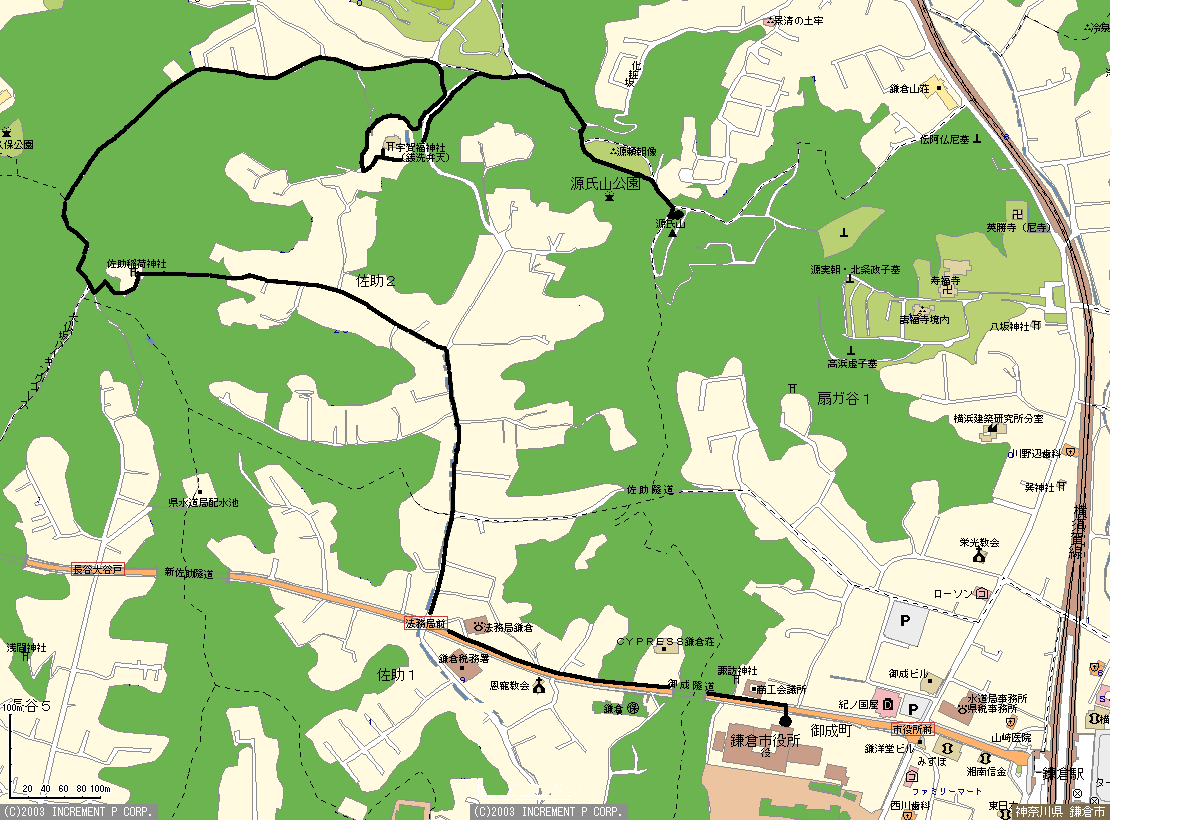 景清の土牢
冷泉
化粧坂
鎌倉山荘
久保公園
宇賀福神社
(銭洗弁天)
源頼朝像
伝阿仏尼墓
源氏山公園
源氏山
英勝寺(尼寺)
佐助稲荷神社
佐助2
源実朝・北条政子墓
寿福寺
寿福寺境内
八坂神社
高浜虚子墓
扇ガ谷1
横浜建築研究所分室
川野辺歯科
巽神社
佐助隧道
県水道局配水池
横須賀線
栄光教会
長谷大谷戸
新佐助隧道
ローソン
P
法務局前
法務局鎌倉
CYPRESS鎌倉荘
浅間神社
鎌倉税務署
佐助1
恩寵教会
御成隧道
諏訪神社
商工会議所
御成ビル
水道局事務所
県税事務所
長谷5
紀ノ国屋
P
鎌倉
市役所前
御成町
鎌倉市役所
山崎医院
鎌洋堂ビル
みずほ
湘南信金
鎌倉駅
ファミリーマート
西川歯科
100m
20 40 60 80 100m
(C)2003 INCREMENT P CORP.
(C)2003 INCREMENT P CORP.
神奈川県 鎌倉市